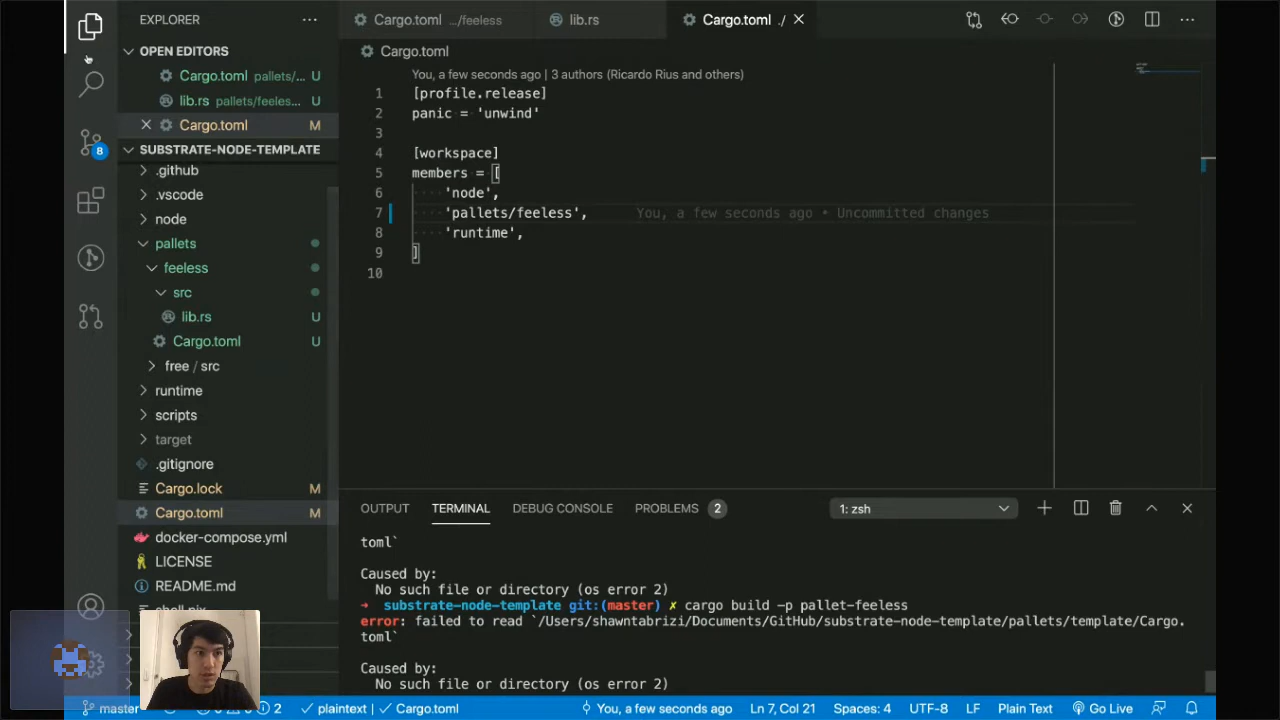 EXPLORER
···
OPEN EDITORS
Cargo.toml pallets/... U
lib.rs pallets/feeles... U
Cargo.toml M
SUBSTRATE-NODE-TEMPLATE
.github
.vscode
node
pallets
feeless
src
lib.rs U
Cargo.toml U
free / src
runtime
scripts
target
.gitignore
Cargo.lock M
Cargo.toml M
docker-compose.yml
LICENSE
README.md
8
Cargo.toml .../feeless
lib.rs
Cargo.toml ./
Cargo.toml
You, a few seconds ago | 3 authors (Ricardo Rius and others)
1 [profile.release]
2 panic = 'unwind'
3
4 [workspace]
5 members = [
6 'node',
7 'pallets/feeless', You, a few seconds ago • Uncommitted changes
8 'runtime',
9 ]
10
OUTPUT TERMINAL DEBUG CONSOLE PROBLEMS 2 1: zsh
toml`
Caused by:
No such file or directory (os error 2)
➜ substrate-node-template git:(master) ✗ cargo build -p pallet-feeless
error: failed to read `/Users/shawntabrizi/Documents/GitHub/substrate-node-template/pallets/template/Cargo.
toml`
Caused by:
No such file or directory (os error 2)
master 2 ✓ plaintext | ✓ Cargo.toml You, a few seconds ago Ln 7, Col 21 Spaces: 4 UTF-8 LF Plain Text Go Live